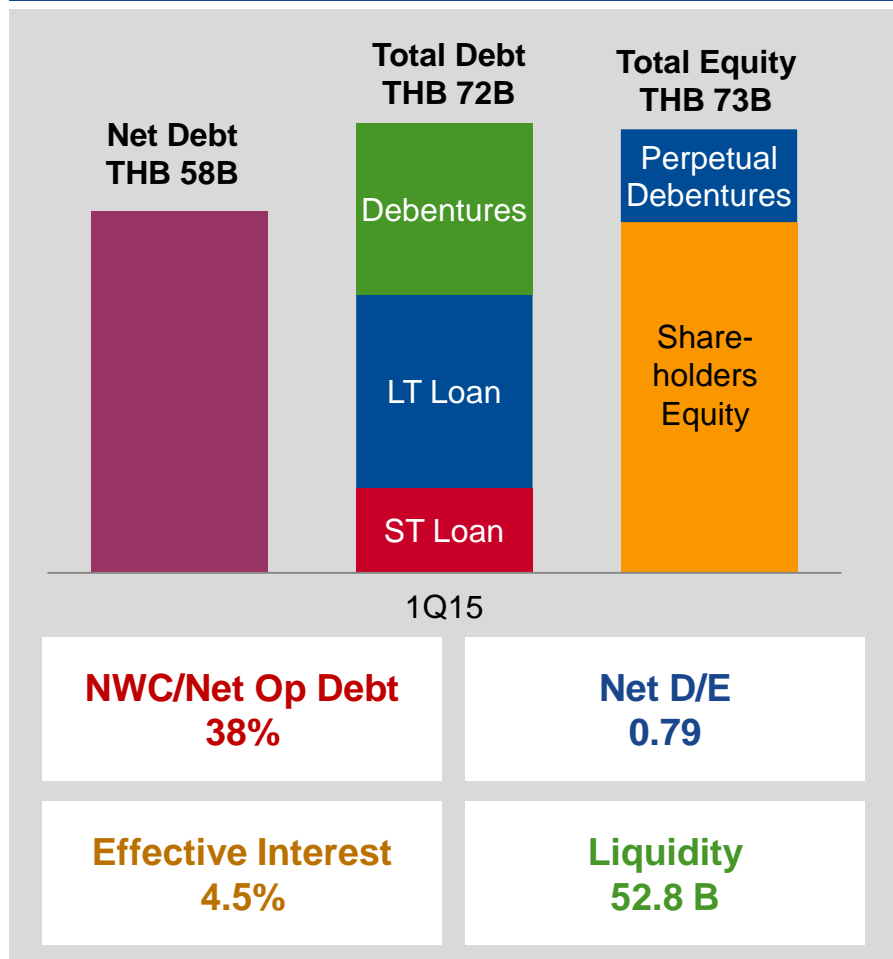 Net Debt
THB 58B
Total Debt
THB 72B
Total Equity
THB 73B
Debentures
LT Loan
ST Loan
Perpetual
Debentures
Share-
holders
Equity
1Q15
NWC/Net Op Debt
38%
Net D/E
0.79
Effective Interest
4.5%
Liquidity
52.8 B